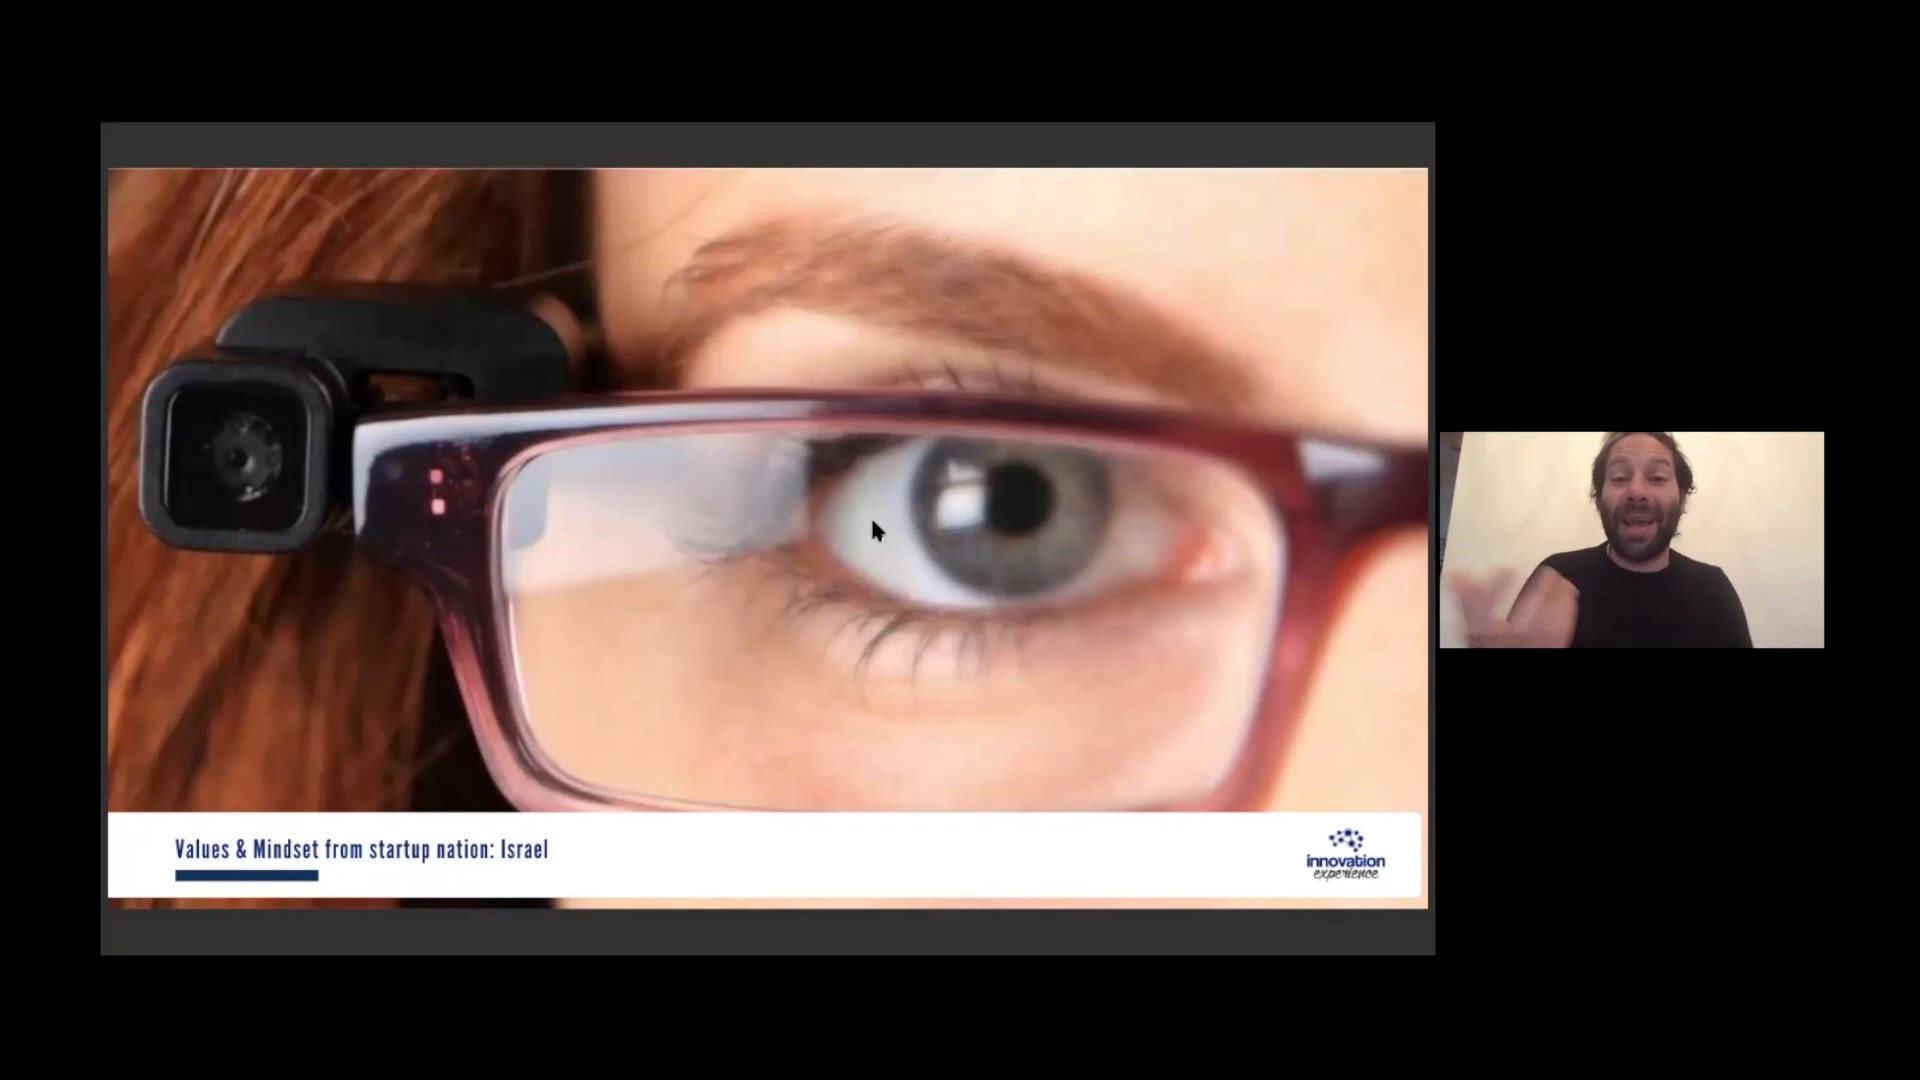 Values & Mindset from startup nation: Israel
innovation
experience